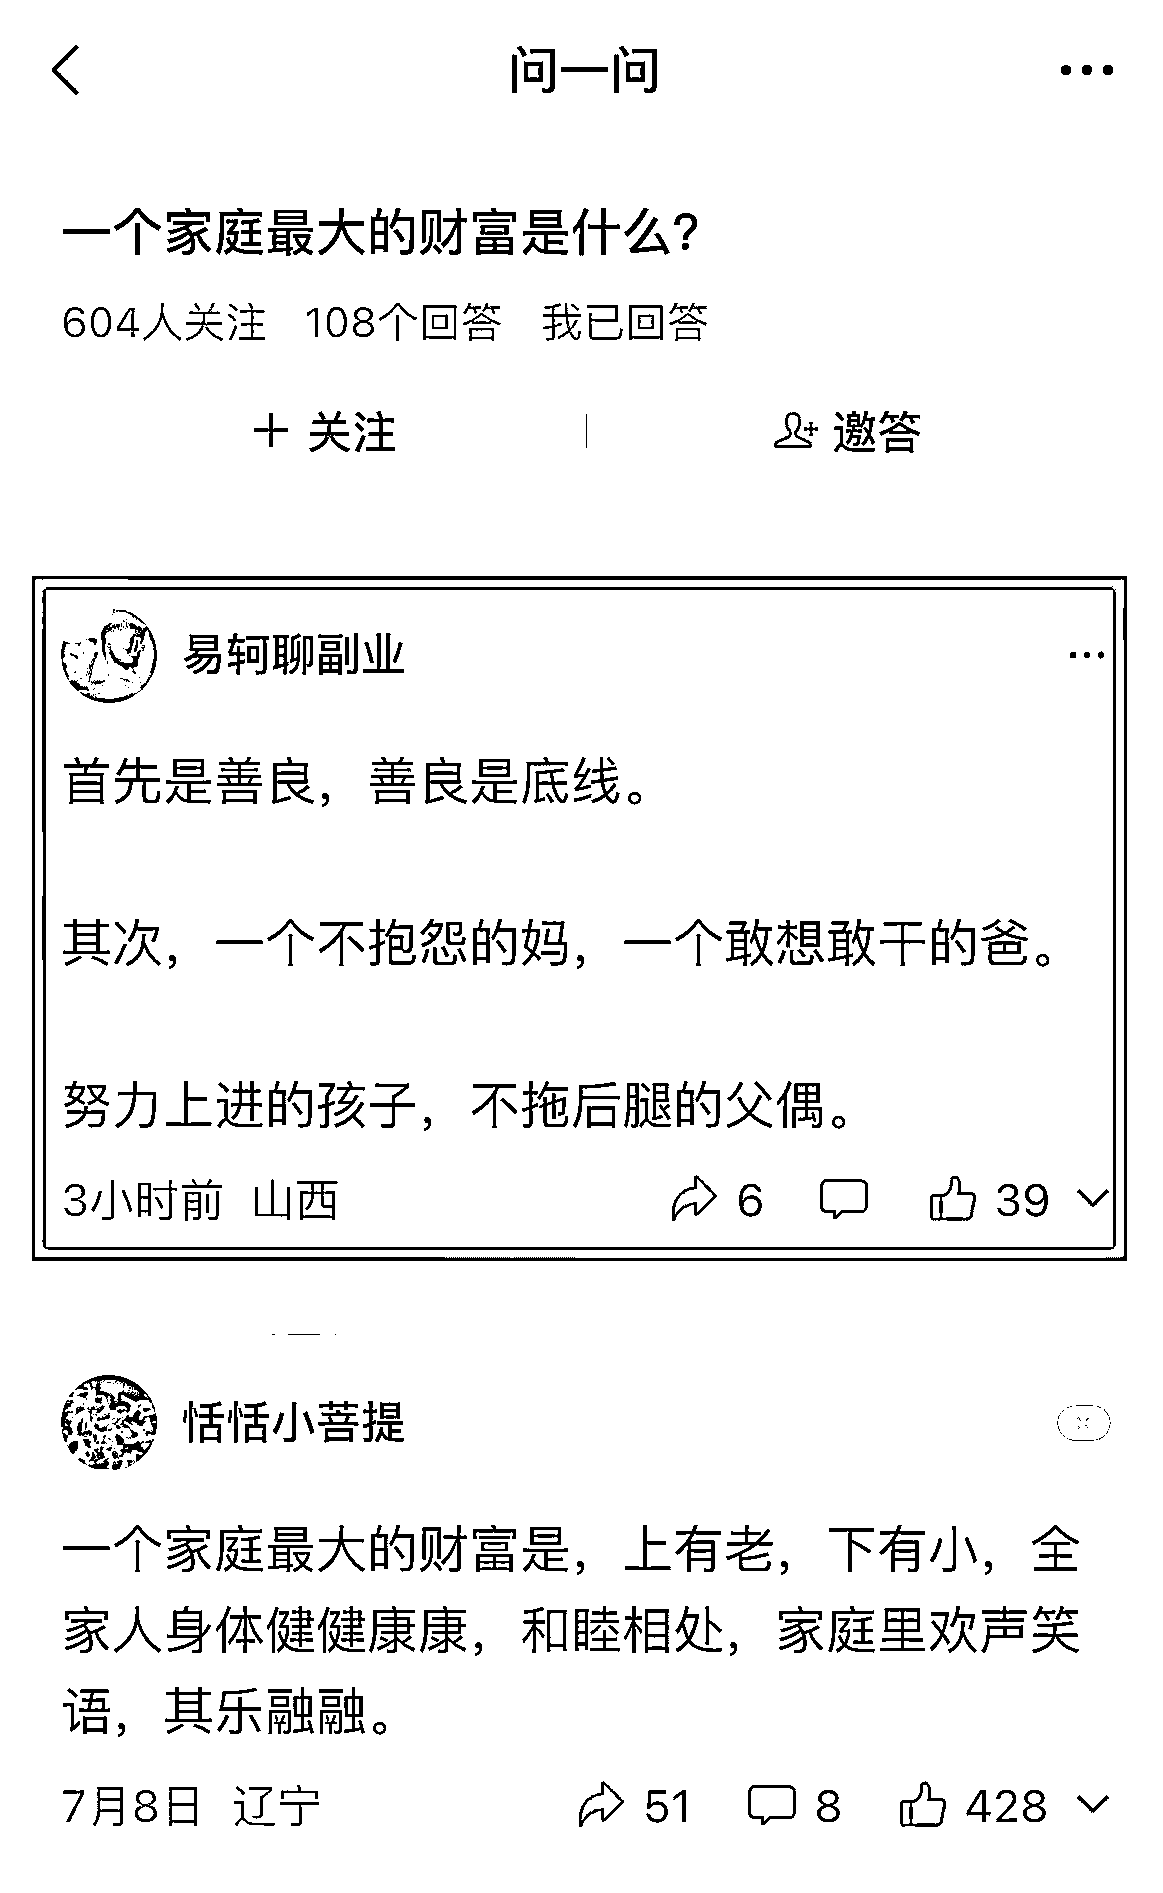 问一问
一个家庭最大的财富是什么?
604人关注 108个回答 我已回答
关注 邀答
易轲聊副业
首先是善良，善良是底线。
其次，一个不抱怨的妈，一个敢想敢干的爸。
努力上进的孩子，不拖后腿的父偶。
3小时前 山西 6 39
恬恬小菩提
一个家庭最大的财富是，上有老，下有小，全
家人身体健健康康，和睦相处，家庭里欢声笑
语，其乐融融。
7月8日 辽宁 51 8 428